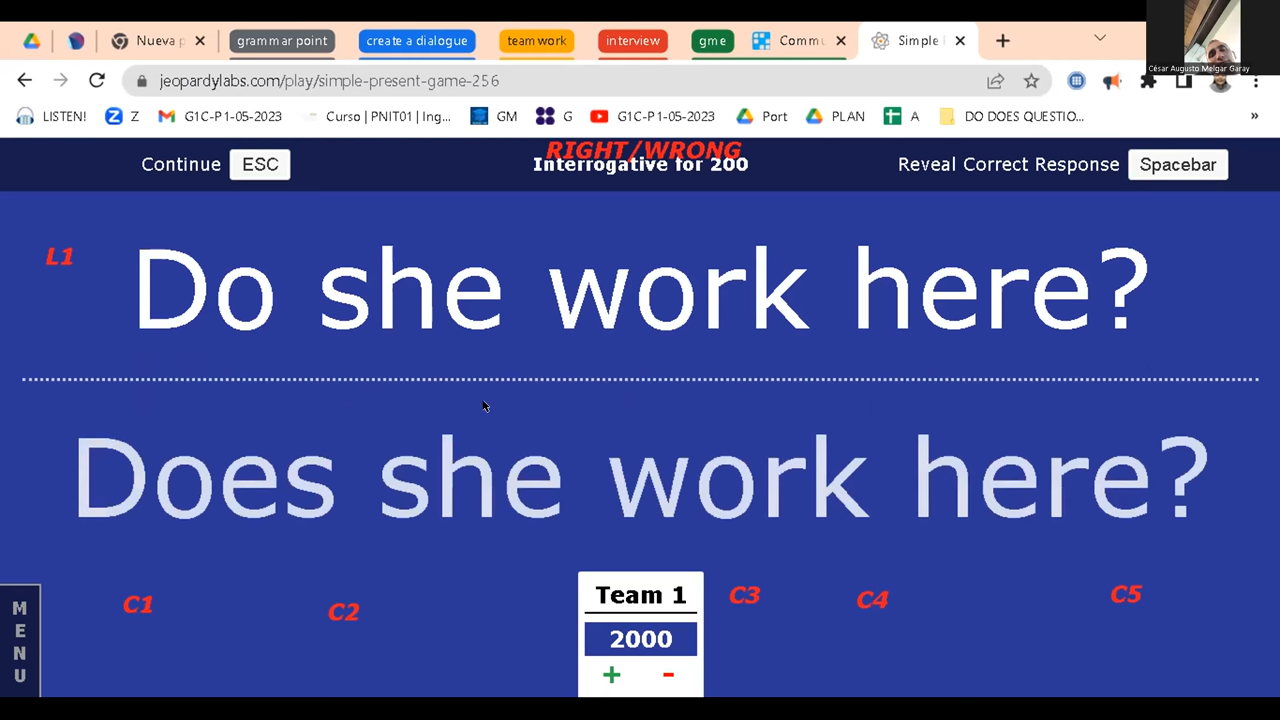 Nueva p
grammar point
create a dialogue
team work
interview
gme
Commu
Simple
César Augusto Melgar Garay
jeopardylabs.com/play/simple-present-game-256
LISTEN!
Z
G1C-P1-05-2023
Curso | PNIT01 | Ing...
GM
G
G1C-P1-05-2023
Port
PLAN
A
DO DOES QUESTIO...
»
RIGHT/WRONG
Continue ESC
Interrogative for 200
Reveal Correct Response Spacebar
L1
Do she work here?
Does she work here?
C1
C2
Team 1
2000
+ -
C3
C4
C5
MENU